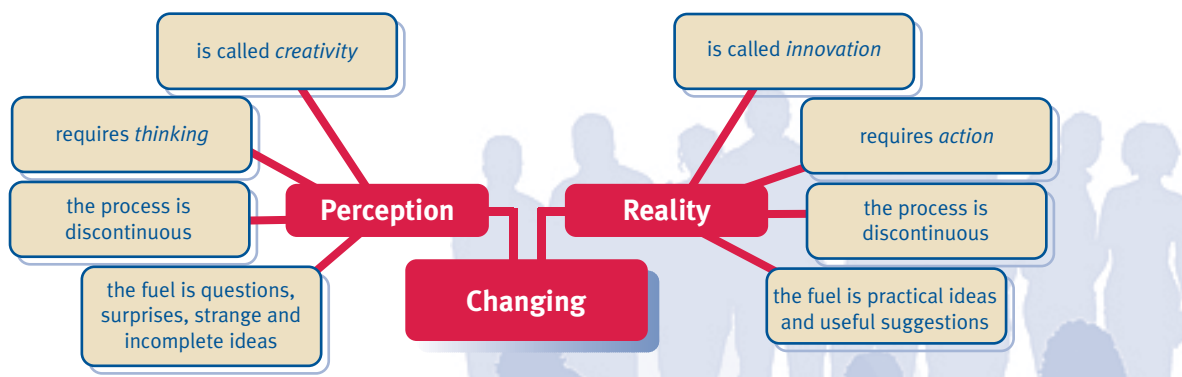 is called creativity
requires thinking
the process is
discontinuous
the fuel is questions,
surprises, strange and
incomplete ideas
Perception
Changing
Reality
is called innovation
requires action
the process is
discontinuous
the fuel is practical ideas
and useful suggestions